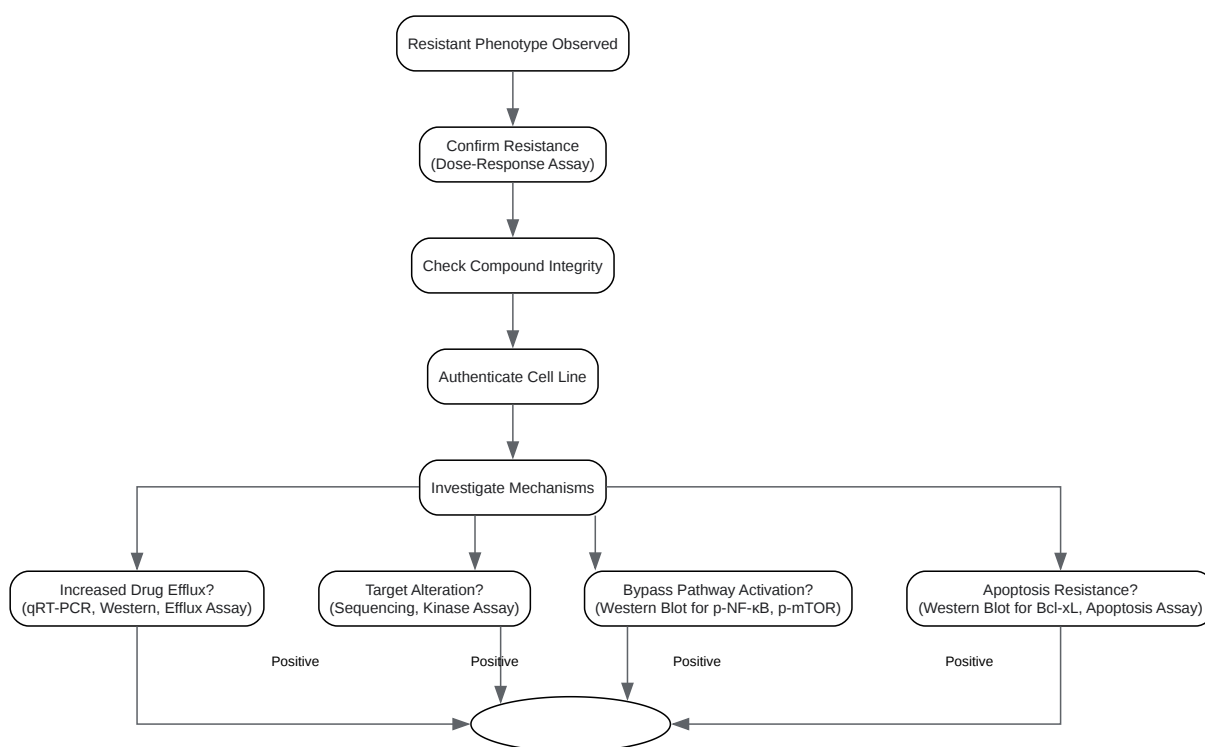 Resistant Phenotype Observed
Confirm Resistance
(Dose-Response Assay)
Check Compound Integrity
Authenticate Cell Line
Investigate Mechanisms
Increased Drug Efflux?
(qRT-PCR, Western, Efflux Assay)
Target Alteration?
(Sequencing, Kinase Assay)
Bypass Pathway Activation?
(Western Blot for p-NF-κB, p-mTOR)
Apoptosis Resistance?
(Western Blot for Bcl-xL, Apoptosis Assay)
Positive
Positive
Positive
Positive